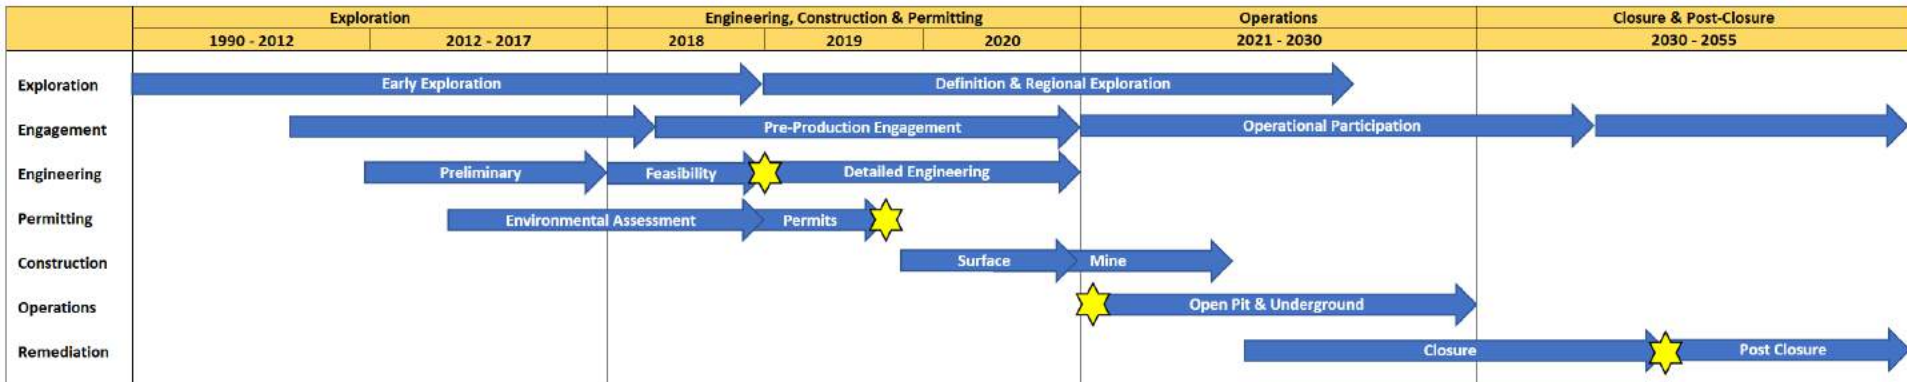 Exploration Engineering, Construction & Permitting Operations Closure & Post-Closure
1990 - 2012 2012 - 2017 2018 2019 2020 2021 - 2030 2030 - 2055
Exploration Early Exploration Definition & Regional Exploration
Engagement Pre-Production Engagement Operational Participation
Engineering Preliminary Feasibility Detailed Engineering
Permitting Environmental Assessment Permits
Construction Surface Mine
Operations Open Pit & Underground
Remediation Closure Post Closure